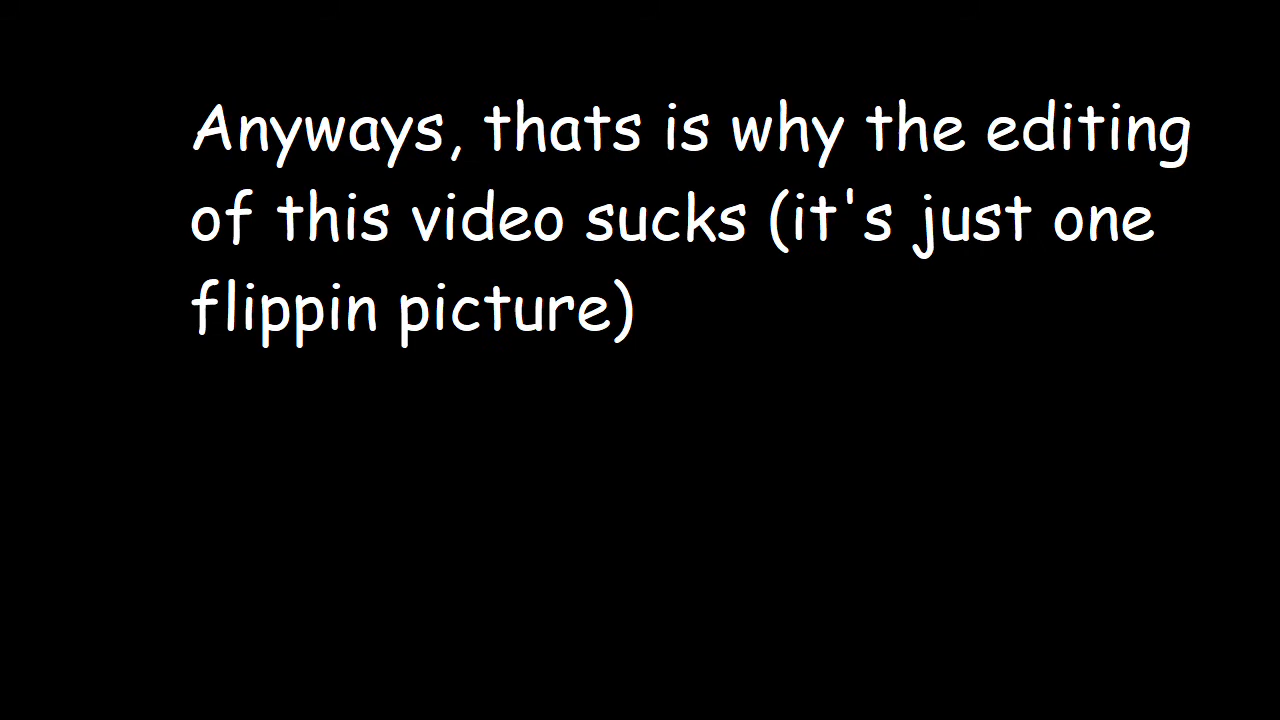 Anyways, thats is why the editing
of this video sucks (it's just one
flippin picture)